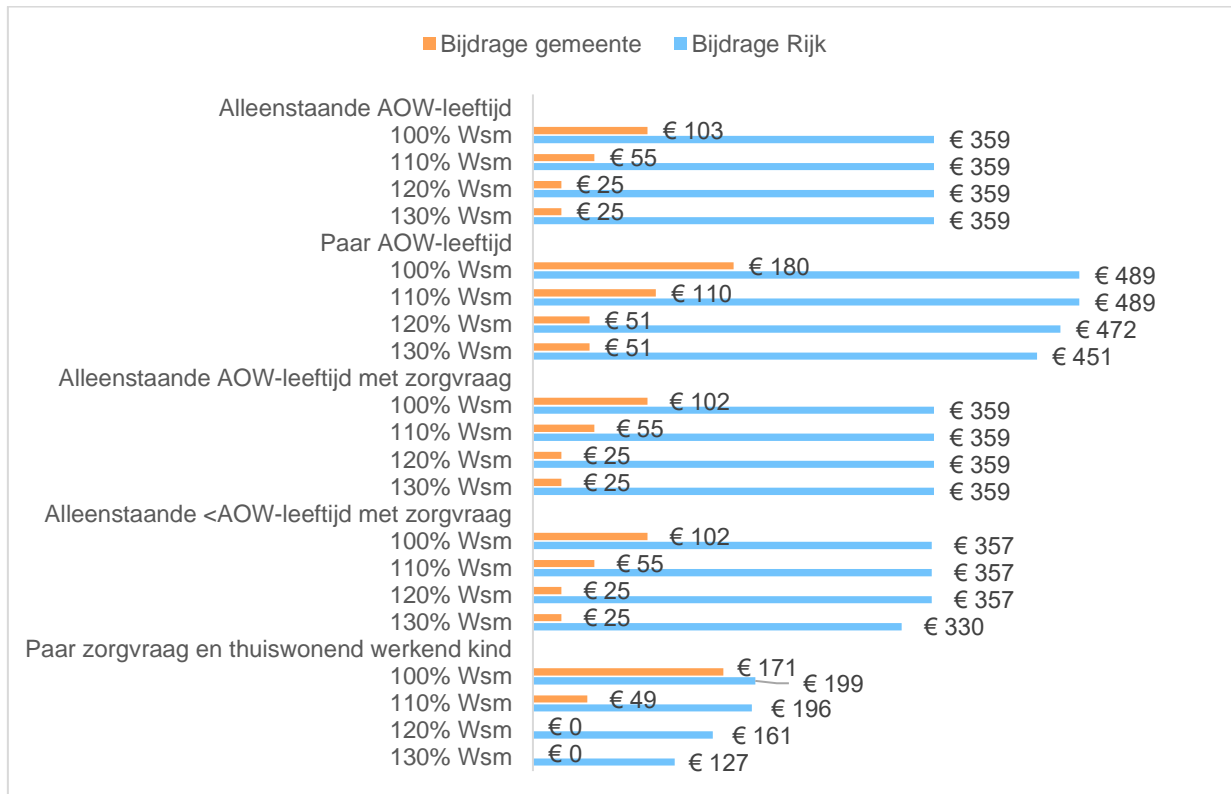 Bijdrage gemeente Bijdrage Rijk
Alleenstaande AOW-leeftijd
100% Wsm € 103 € 359
110% Wsm € 55 € 359
120% Wsm € 25 € 359
130% Wsm € 25 € 359
Paar AOW-leeftijd
100% Wsm € 180 € 489
110% Wsm € 110 € 489
120% Wsm € 51 € 472
130% Wsm € 51 € 451
Alleenstaande AOW-leeftijd met zorgvraag
100% Wsm € 102 € 359
110% Wsm € 55 € 359
120% Wsm € 25 € 359
130% Wsm € 25 € 359
Alleenstaande <AOW-leeftijd met zorgvraag
100% Wsm € 102 € 357
110% Wsm € 55 € 357
120% Wsm € 25 € 357
130% Wsm € 25 € 330
Paar zorgvraag en thuiswonend werkend kind
100% Wsm € 171 € 199
110% Wsm € 49 € 196
120% Wsm € 0 € 161
130% Wsm € 0 € 127